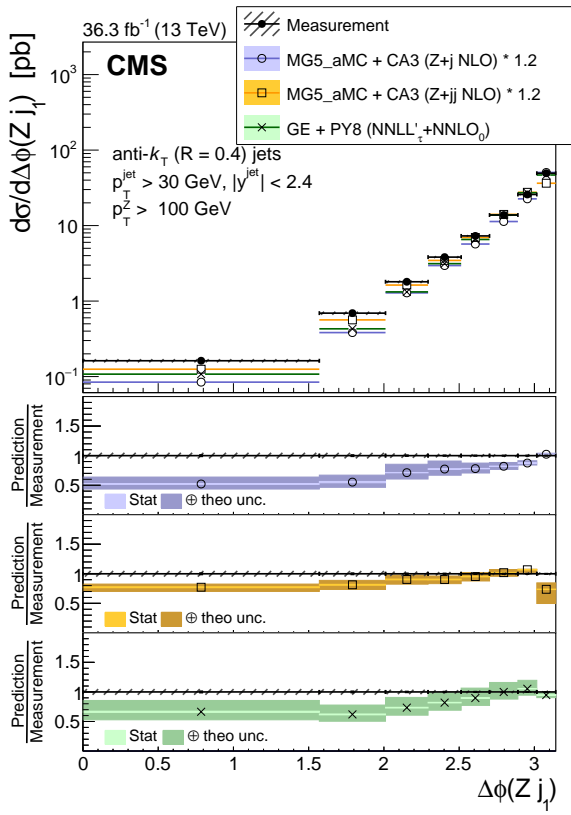 36.3 fb⁻¹ (13 TeV)
CMS
Measurement
MG5_aMC + CA3 (Z+j NLO) * 1.2
MG5_aMC + CA3 (Z+jj NLO) * 1.2
GE + PY8 (NNLL'_τ+NNLO₀)
anti-k_T (R = 0.4) jets
p_T^jet > 30 GeV, |y^jet| < 2.4
p_T^Z > 100 GeV
dσ/dΔϕ(Z j₁) [pb]
10³
10²
10
1
10⁻¹
Prediction
Measurement
1.5
1
0.5
Stat ⊕ theo unc.
Prediction
Measurement
1.5
1
0.5
Stat ⊕ theo unc.
Prediction
Measurement
1.5
1
0.5
Stat ⊕ theo unc.
0 0.5 1 1.5 2 2.5 3
Δϕ(Z j₁)